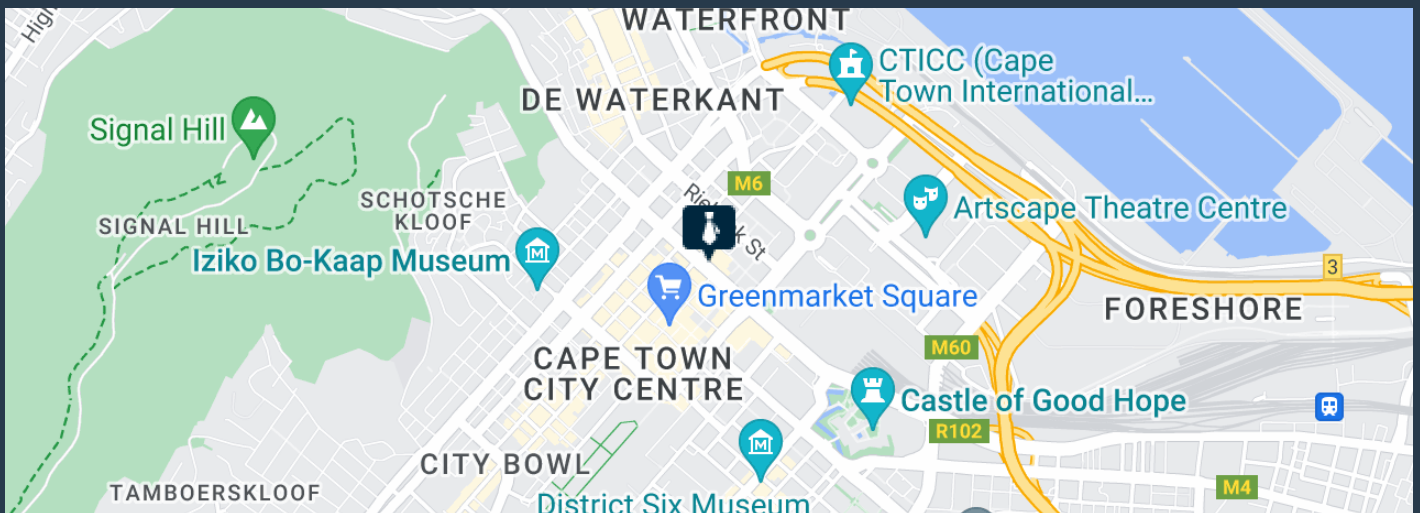 High
WATERFRONT
CTICC (Cape
Town International...
DE WATERKANT
Signal Hill
M6
SCHOTSCHE
KLOOF
SIGNAL HILL
Artscape Theatre Centre
Iziko Bo-Kaap Museum
St
3
Greenmarket Square
FORESHORE
M60
CAPE TOWN
CITY CENTRE
Castle of Good Hope
R102
CITY BOWL
M4
TAMBOERSKLOOF
District Six Museum